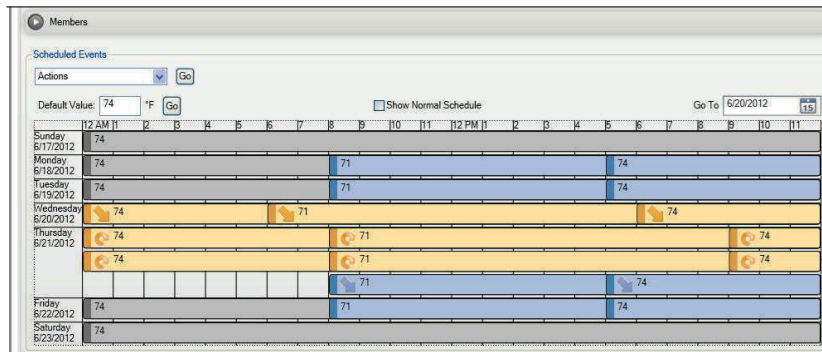 Members
Scheduled Events
Actions Go
Default Value: 74 °F Go Show Normal Schedule Go To 6/20/2012 15
12 AM 1 2 3 4 5 6 7 8 9 10 11 12 PM 1 2 3 4 5 6 7 8 9 10 11
Sunday 74
6/17/2012
Monday 74 71 74
6/18/2012
Tuesday 74 71 74
6/19/2012
Wednesday 74 71 74
6/20/2012
Thursday 74 71 74
6/21/2012
74 71 74
71 74
Friday 74 71 74
6/22/2012
Saturday 74
6/23/2012